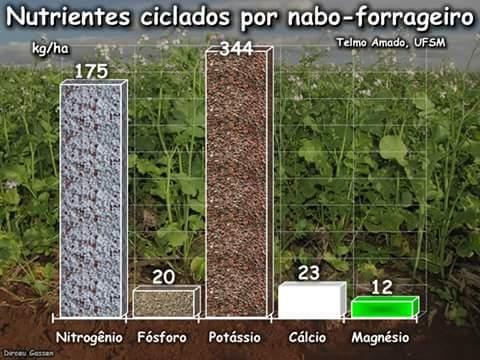 Nutrientes ciclados por nabo-forrageiro
kg/ha
Telmo Amado, UFSM
344
175
20
23
12
Nitrogênio Fósforo Potássio Cálcio Magnésio
Dirceu Gassen